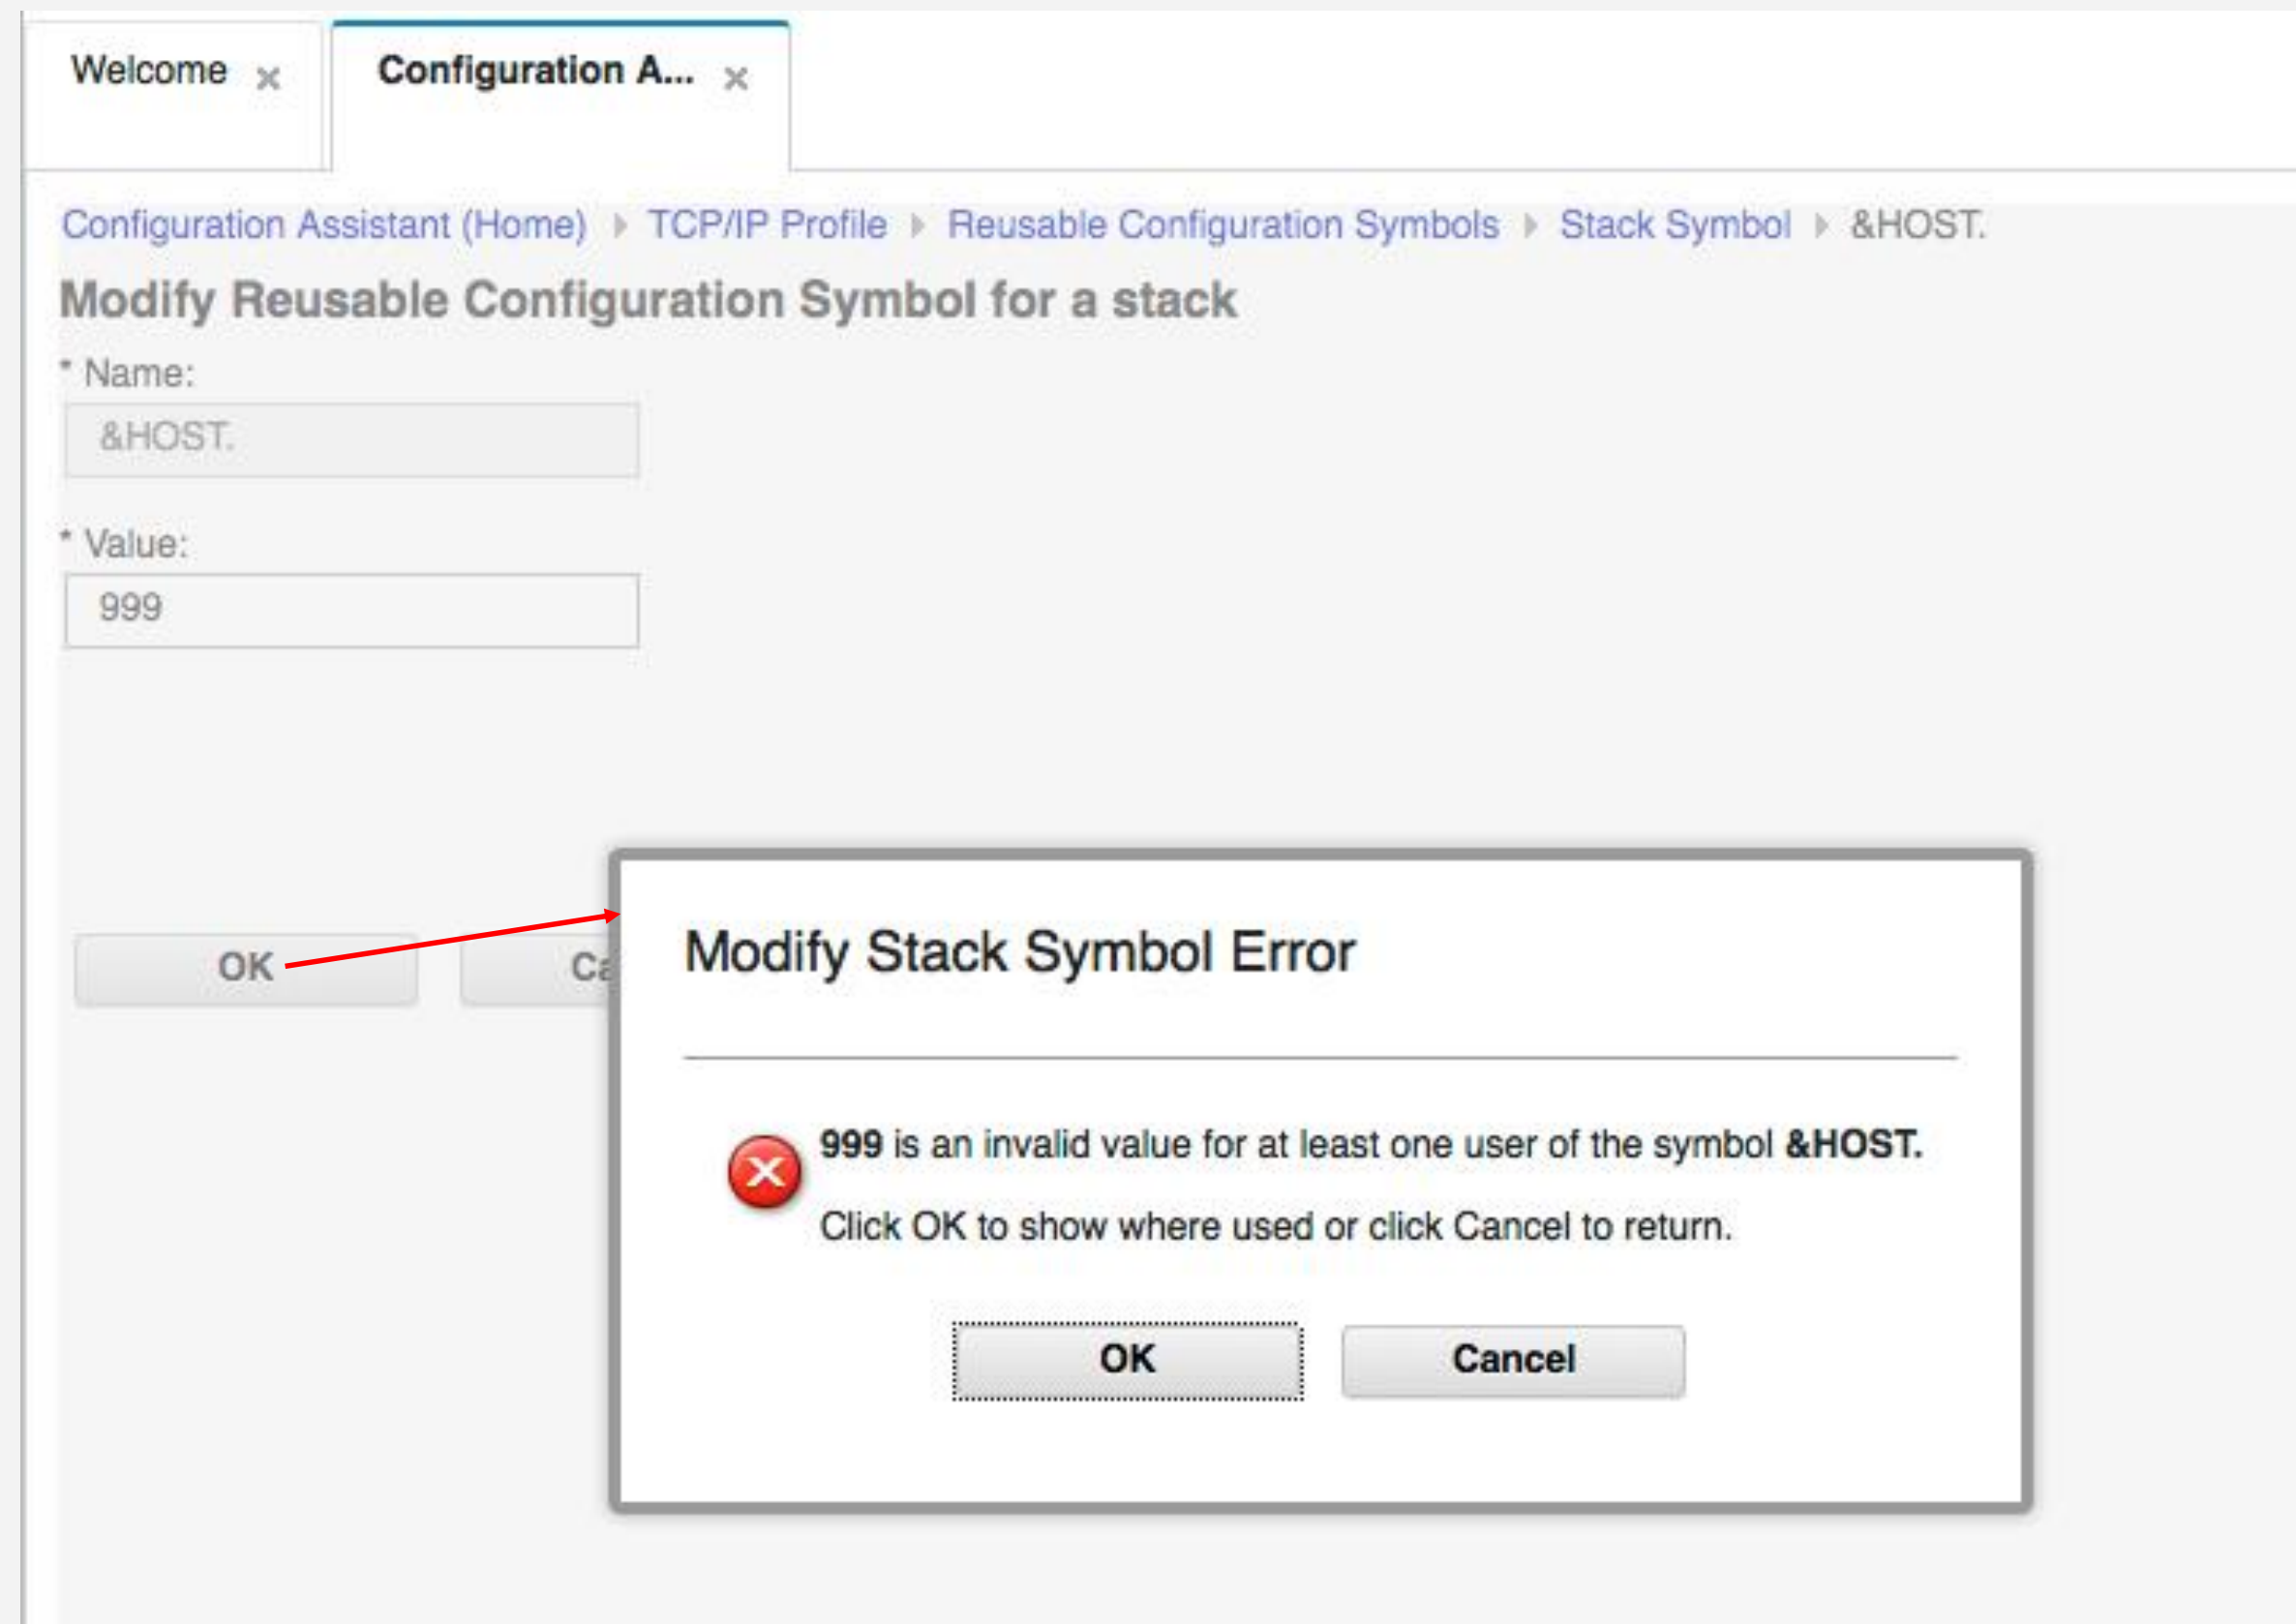 Welcome × Configuration A... ×
Configuration Assistant (Home) TCP/IP Profile Reusable Configuration Symbols Stack Symbol &HOST.
Modify Reusable Configuration Symbol for a stack
* Name:
&HOST.
* Value:
999
OK
Modify Stack Symbol Error
999 is an invalid value for at least one user of the symbol &HOST.
Click OK to show where used or click Cancel to return.
OK Cancel